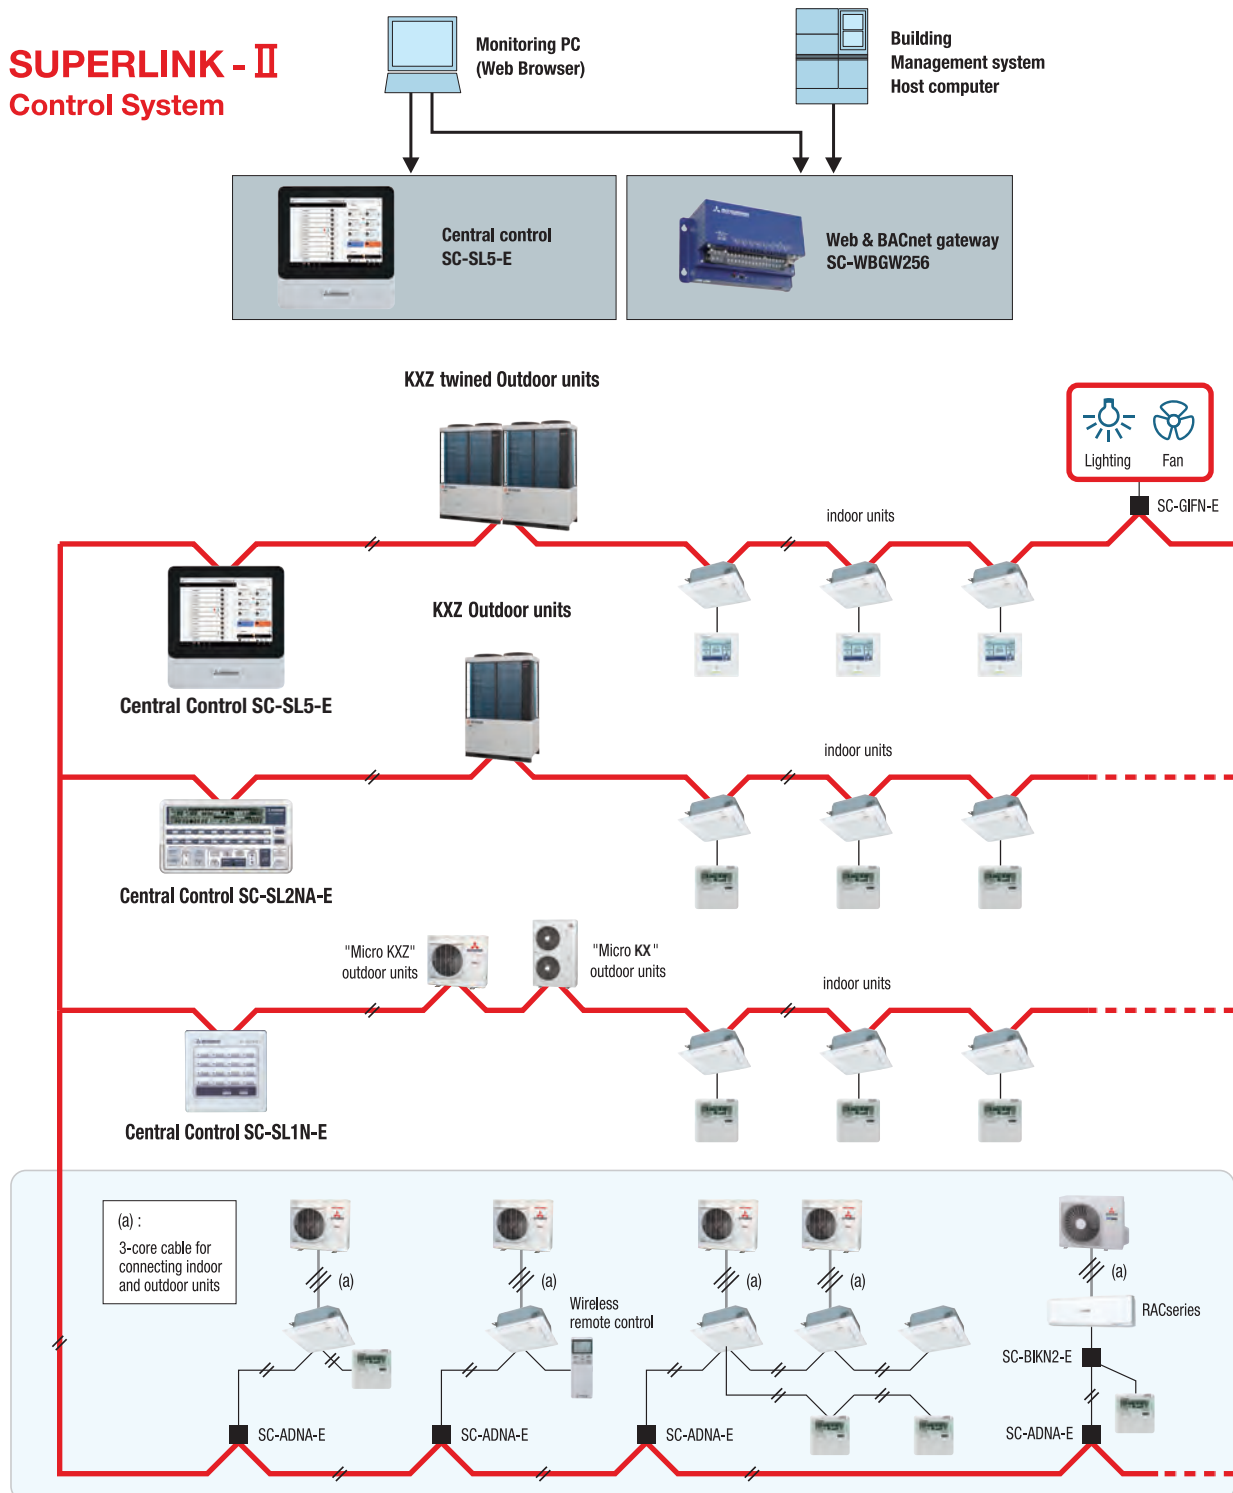 SUPERLINK - II
Control System
Monitoring PC
(Web Browser)
Building
Management system
Host computer
Central control
SC-SL5-E
Web & BACnet gateway
SC-WBGW256
KXZ twined Outdoor units
Lighting
Fan
SC-GIFN-E
indoor units
KXZ Outdoor units
Central Control SC-SL5-E
indoor units
Central Control SC-SL2NA-E
"Micro KXZ"
outdoor units
"Micro KX"
outdoor units
indoor units
Central Control SC-SL1N-E
(a) :
3-core cable for
connecting indoor
and outdoor units
(a)
(a)
(a)
(a)
(a)
Wireless
remote control
RACseries
SC-BIKN2-E
SC-ADNA-E
SC-ADNA-E
SC-ADNA-E
SC-ADNA-E